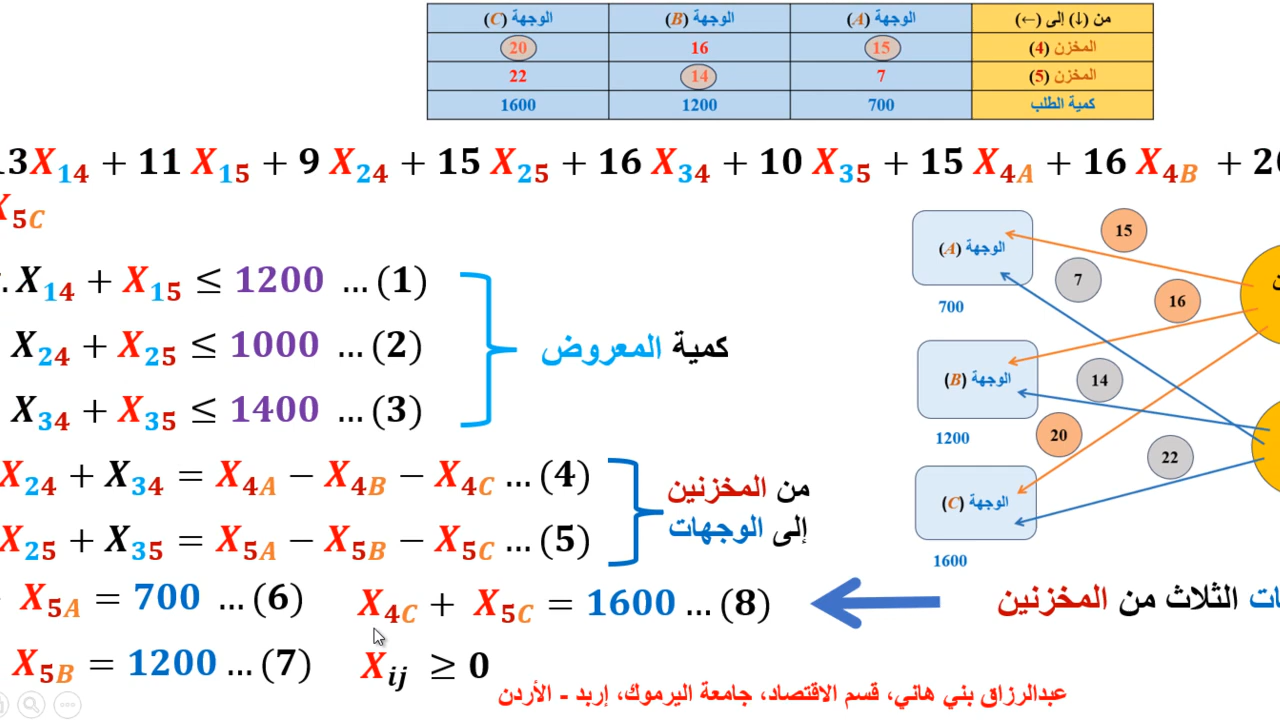 من (↓) إلى (←) الوجهة (A) الوجهة (B) الوجهة (C)
المخزن (4) 15 16 20
المخزن (5) 7 14 22
كمية الطلب 700 1200 1600
13X14 + 11 X15 + 9 X24 + 15 X25 + 16 X34 + 10 X35 + 15 X4A + 16 X4B +
X5C
X14 + X15 ≤ 1200 ...(1)
X24 + X25 ≤ 1000 ...(2)
X34 + X35 ≤ 1400 ...(3)
كمية المعروض
X24 + X34 = X4A − X4B − X4C ...(4)
X25 + X35 = X5A − X5B − X5C ...(5)
من المخزنين
إلى الوجهات
X5A = 700 ...(6)
X4C + X5C = 1600 ...(8)
الثلاث من المخزنين
X5B = 1200 ...(7)
Xij ≥ 0
الوجهة (A)
700
الوجهة (B)
1200
الوجهة (C)
1600
15
7
16
14
20
22
عبدالرزاق بني هاني، قسم الاقتصاد، جامعة اليرموك، إربد - الأردن